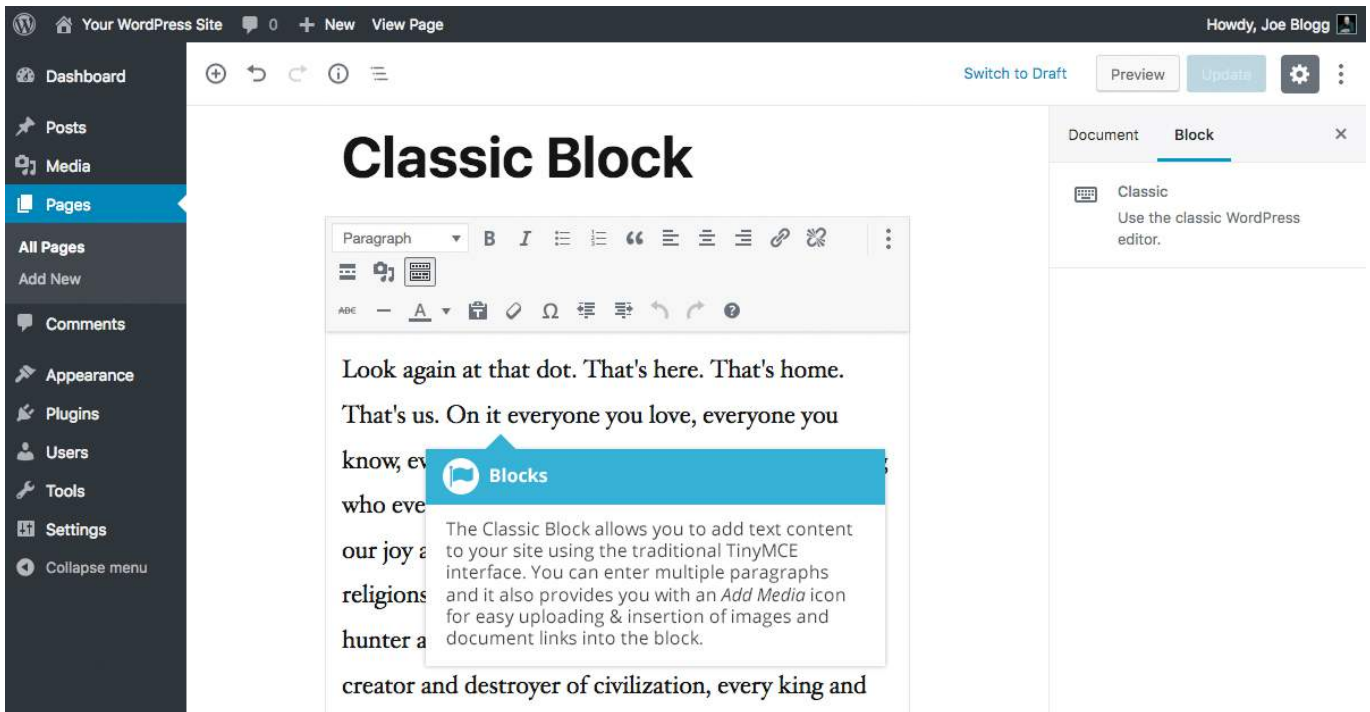 Your WordPress Site 0 New View Page Howdy, Joe Blogg
Dashboard
Posts
Media
Pages
All Pages
Add New
Comments
Appearance
Plugins
Users
Tools
Settings
Collapse menu
Switch to Draft Preview Update
Classic Block
Paragraph B I
ABC A Ω
Look again at that dot. That's here. That's home.
That's us. On it everyone you love, everyone you
know,
who
our joy
religions
hunter
creator and destroyer of civilization, every king and
Blocks
The Classic Block allows you to add text content
to your site using the traditional TinyMCE
interface. You can enter multiple paragraphs
and it also provides you with an Add Media icon
for easy uploading & insertion of images and
document links into the block.
Document Block
Classic
Use the classic WordPress
editor.